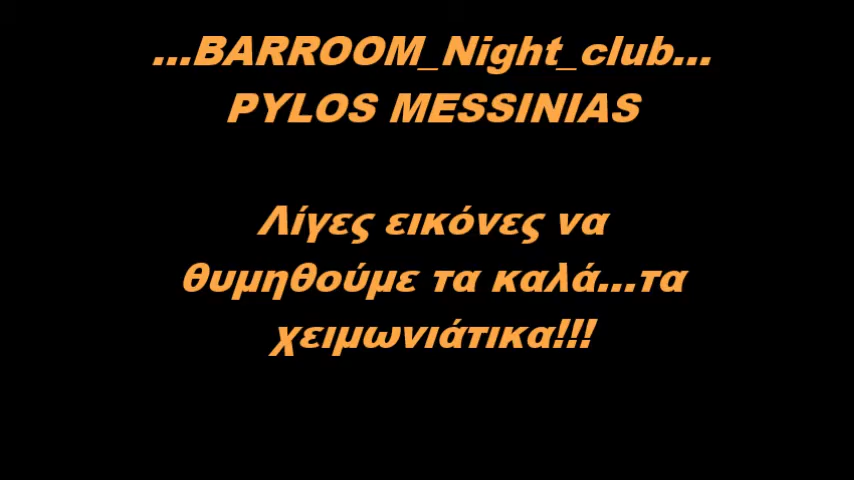 ...BARROOM_Night_club...
PYLOS MESSINIAS
Λίγες εικόνες να
θυμηθούμε τα καλά...τα
χειμωνιάτικα!!!